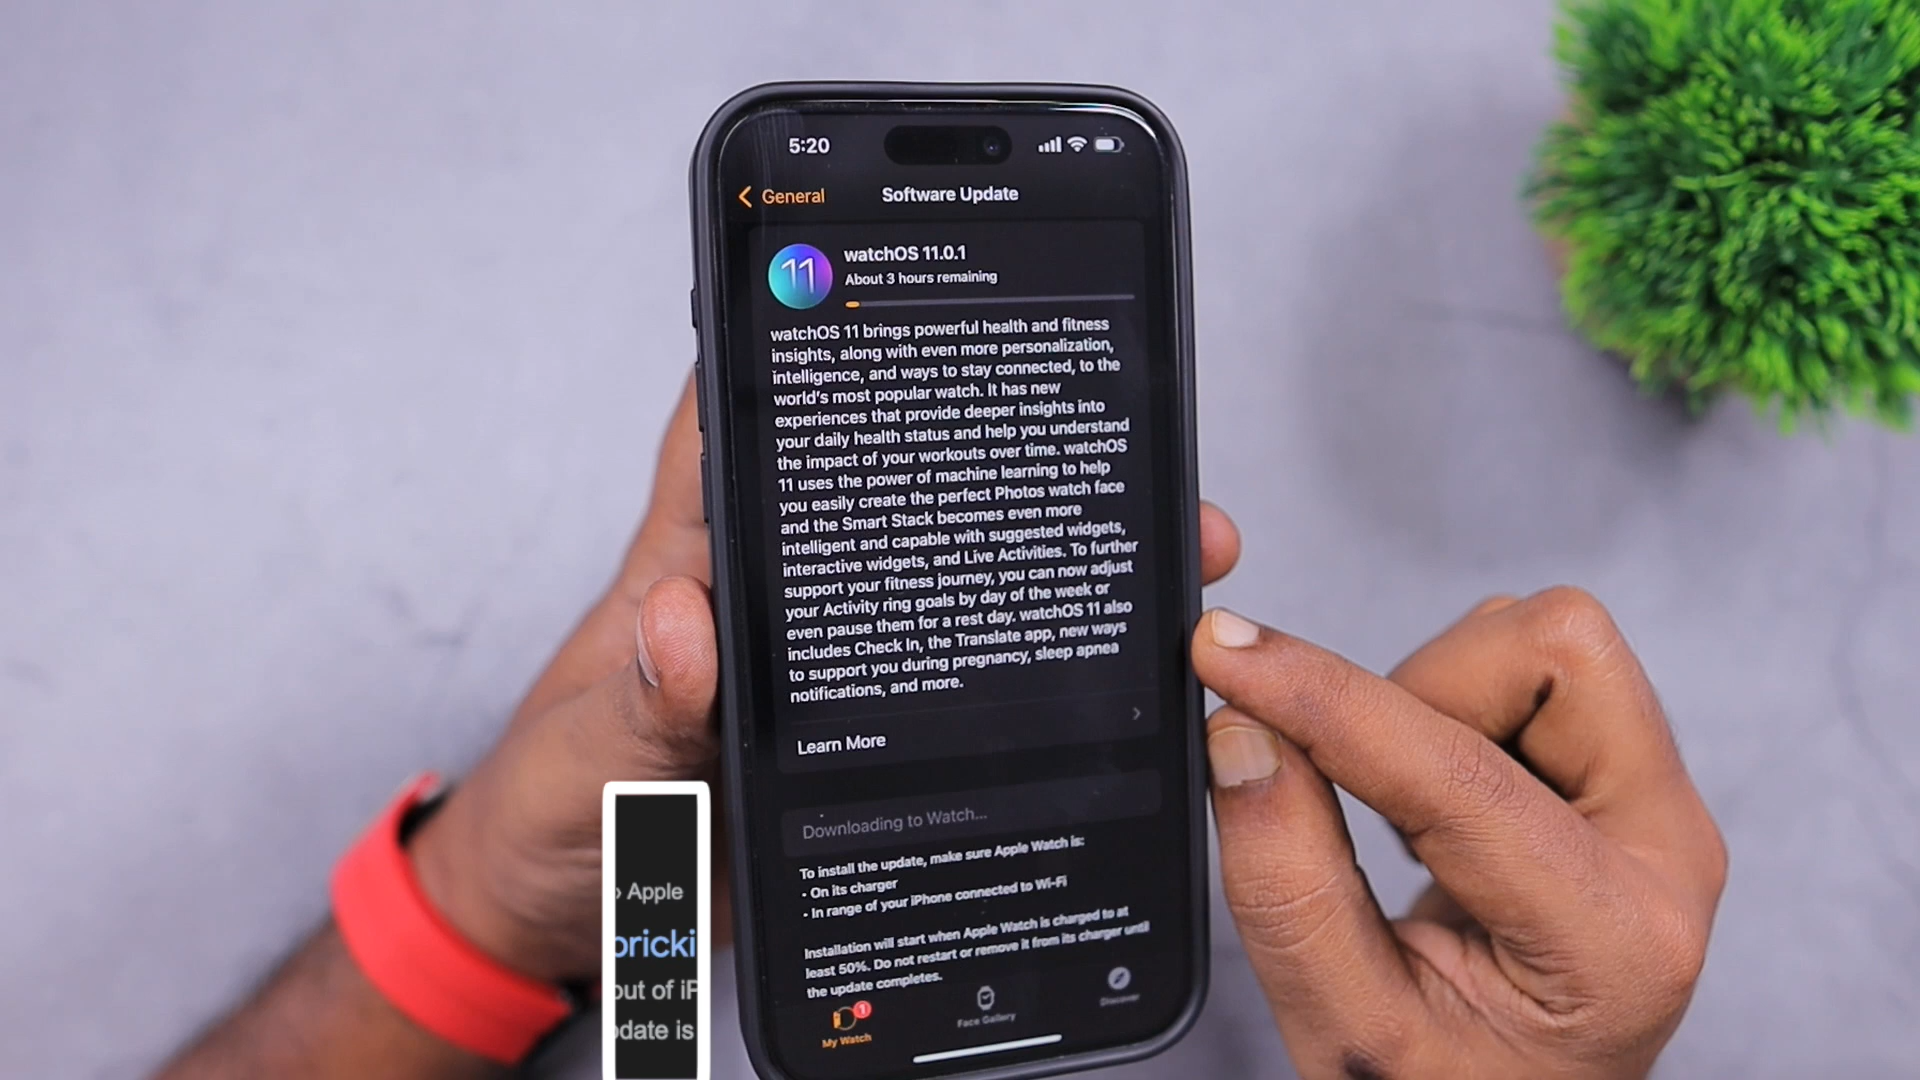 5:20
General
Software Update
11
watchOS 11.0.1
About 3 hours remaining
watchOS 11 brings powerful health and fitness
insights, along with even more personalization,
intelligence, and ways to stay connected, to the
world's most popular watch. It has new
experiences that provide deeper insights into
your daily health status and help you understand
the impact of your workouts over time. watchOS
11 uses the power of machine learning to help
you easily create the perfect Photos watch face
and the Smart Stack becomes even more
intelligent and capable with suggested widgets,
interactive widgets, and Live Activities. To further
support your fitness journey, you can now adjust
your Activity ring goals by day of the week or
even pause them for a rest day. watchOS 11 also
includes Check In, the Translate app, new ways
to support you during pregnancy, sleep apnea
notifications, and more.
Learn More
Downloading to Watch...
To install the update, make sure Apple Watch is:
• On its charger
• In range of your iPhone connected to Wi-Fi
Installation will start when Apple Watch is charged to at
least 50%. Do not restart or remove it from its charger until
the update completes.
1
My Watch
Face Gallery
Discover
› Apple
bricki
out of iP
date is